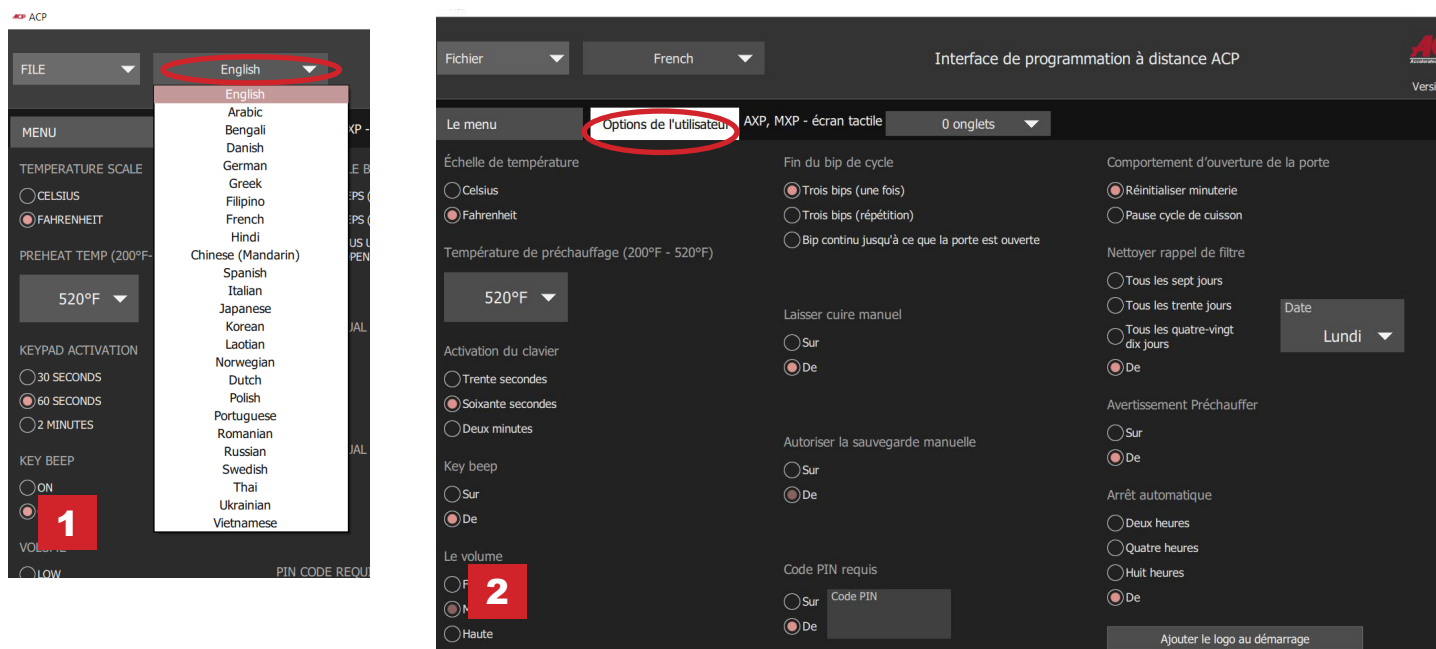 ACP
FILE
English
English
Arabic
Bengali
Danish
German
Greek
Filipino
French
Hindi
Chinese (Mandarin)
Spanish
Italian
Japanese
Korean
Laotian
Norwegian
Dutch
Polish
Portuguese
Romanian
Russian
Swedish
Thai
Ukrainian
Vietnamese
MENU
TEMPERATURE SCALE
CELSIUS
FAHRENHEIT
PREHEAT TEMP (200°F-
520°F
KEYPAD ACTIVATION
30 SECONDS
60 SECONDS
2 MINUTES
KEY BEEP
ON
1
VOLUME
LOW
PIN CODE REQUI
Fichier
French
Interface de programmation à distance ACP
Le menu
Options de l'utilisateur
AXP, MXP - écran tactile
0 onglets
Échelle de température
Celsius
Fahrenheit
Température de préchauffage (200°F - 520°F)
520°F
Activation du clavier
Trente secondes
Soixante secondes
Deux minutes
Key beep
Sur
De
Le volume
2
Haute
Fin du bip de cycle
Trois bips (une fois)
Trois bips (répétition)
Bip continu jusqu'à ce que la porte est ouverte
Laisser cuire manuel
Sur
De
Autoriser la sauvegarde manuelle
Sur
De
Code PIN requis
Sur
Code PIN
De
Comportement d'ouverture de la porte
Réinitialiser minuterie
Pause cycle de cuisson
Nettoyer rappel de filtre
Tous les sept jours
Tous les trente jours
Tous les quatre-vingt
dix jours
De
Date
Lundi
Avertissement Préchauffer
Sur
De
Arrêt automatique
Deux heures
Quatre heures
Huit heures
De
Ajouter le logo au démarrage